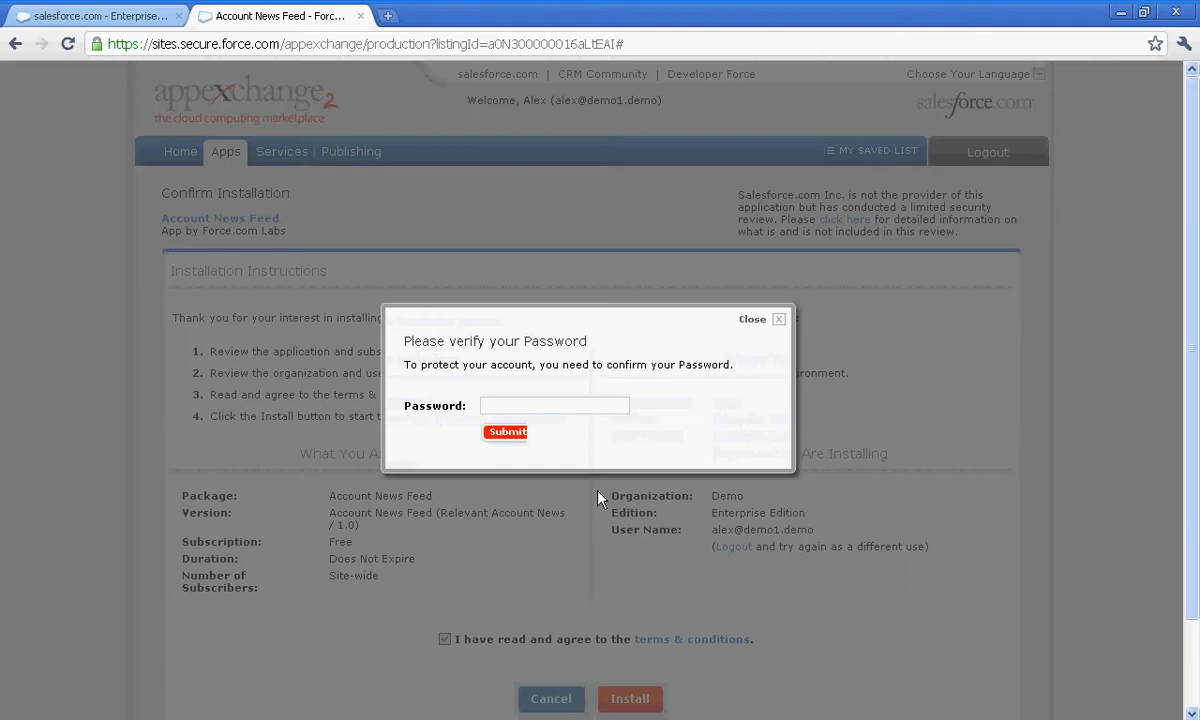 salesforce.com - Enterprise...
Account News Feed - Forc...
https://sites.secure.force.com/appexchange/production?listingId=a0N300000016aLtEAI#
salesforce.com | CRM Community | Developer Force
Choose Your Language
appexchange2
the cloud computing marketplace
Welcome, Alex (alex@demo1.demo)
salesforce.com
Home Apps Services | Publishing
MY SAVED LIST
Logout
Confirm Installation
Account News Feed
App by Force.com Labs
Salesforce.com Inc. is not the provider of this
application but has conducted a limited security
review. Please click here for detailed information on
what is and is not included in this review.
Installation Instructions
Thank you for your interest in installing
1. Review the application and subs
2. Review the organization and use
3. Read and agree to the terms &
4. Click the Install button to start t
ironment.
Close X
Please verify your Password
To protect your account, you need to confirm your Password.
Password:
Submit
What You A
Are Installing
Package: Account News Feed
Version: Account News Feed (Relevant Account News
/ 1.0)
Subscription: Free
Duration: Does Not Expire
Number of Site-wide
Subscribers:
Organization: Demo
Edition: Enterprise Edition
User Name: alex@demo1.demo
(Logout and try again as a different use)
I have read and agree to the terms & conditions.
Cancel
Install